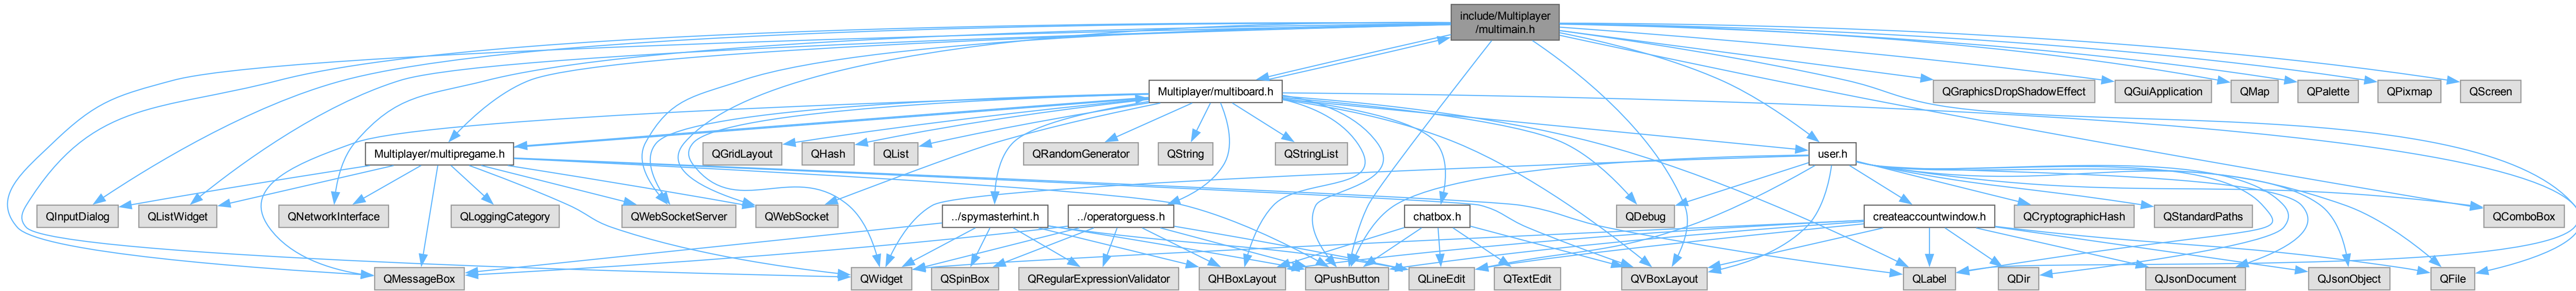 include/Multiplayer
/multimain.h
Multiplayer/multiboard.h
QGraphicsDropShadowEffect
QGuiApplication
QMap
QPalette
QPixmap
QScreen
Multiplayer/multipregame.h
QGridLayout
QHash
QList
QRandomGenerator
QString
QStringList
user.h
QInputDialog
QListWidget
QNetworkInterface
QLoggingCategory
QWebSocketServer
QWebSocket
../spymasterhint.h
../operatorguess.h
chatbox.h
QDebug
createaccountwindow.h
QCryptographicHash
QStandardPaths
QComboBox
QMessageBox
QWidget
QSpinBox
QRegularExpressionValidator
QHBoxLayout
QPushButton
QLineEdit
QTextEdit
QVBoxLayout
QLabel
QDir
QJsonDocument
QJsonObject
QFile